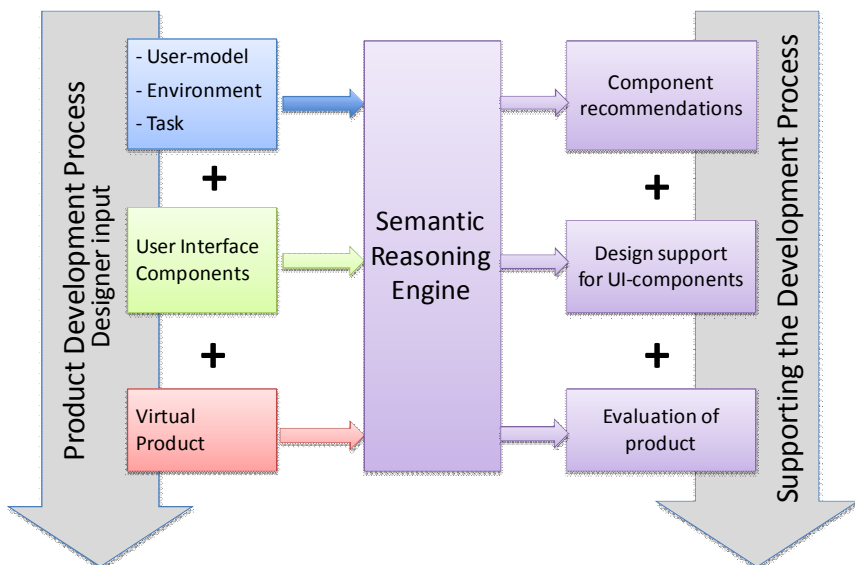 Product Development Process
Designer input
- User-model
- Environment
- Task
+
User Interface
Components
+
Virtual
Product
Semantic
Reasoning
Engine
Component
recommendations
+
Design support
for UI-components
+
Evaluation of
product
Supporting the Development Process